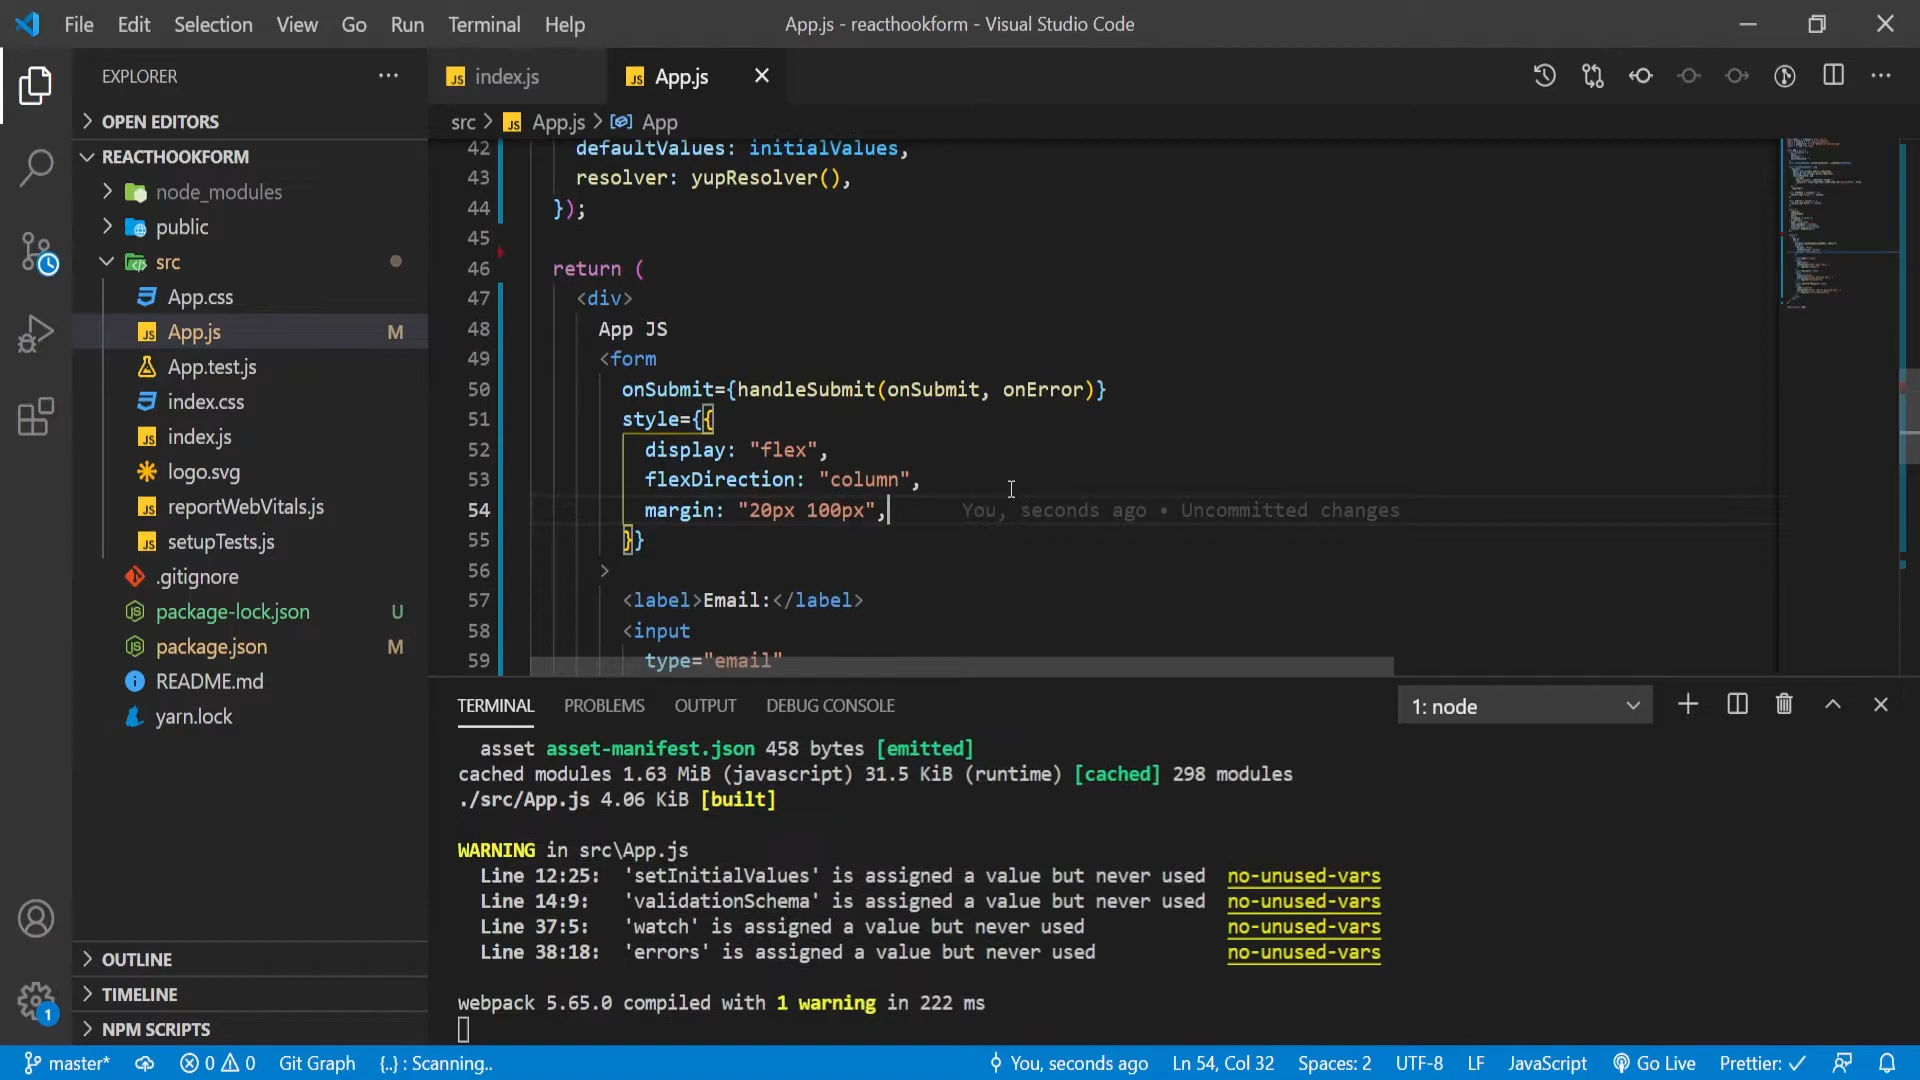 File Edit Selection View Go Run Terminal Help App.js - reacthookform - Visual Studio Code
EXPLORER
OPEN EDITORS
REACTHOOKFORM
node_modules
public
src
App.css
App.js M
App.test.js
index.css
index.js
logo.svg
reportWebVitals.js
setupTests.js
.gitignore
package-lock.json U
package.json M
README.md
yarn.lock
OUTLINE
TIMELINE
NPM SCRIPTS
1
JS index.js JS App.js
src > JS App.js > App
42 defaultValues: initialValues,
43 resolver: yupResolver(),
44 });
45
46 return (
47 <div>
48 App JS
49 <form
50 onSubmit={handleSubmit(onSubmit, onError)}
51 style={{
52 display: "flex",
53 flexDirection: "column",
54 margin: "20px 100px", You, seconds ago • Uncommitted changes
55 }}
56 >
57 <label>Email:</label>
58 <input
59 type="email"
TERMINAL PROBLEMS OUTPUT DEBUG CONSOLE 1: node
asset asset-manifest.json 458 bytes [emitted]
cached modules 1.63 MiB (javascript) 31.5 KiB (runtime) [cached] 298 modules
./src/App.js 4.06 KiB [built]
WARNING in src\App.js
Line 12:25: 'setInitialValues' is assigned a value but never used no-unused-vars
Line 14:9: 'validationSchema' is assigned a value but never used no-unused-vars
Line 37:5: 'watch' is assigned a value but never used no-unused-vars
Line 38:18: 'errors' is assigned a value but never used no-unused-vars
webpack 5.65.0 compiled with 1 warning in 222 ms
master* 0 0 Git Graph {..} : Scanning.. You, seconds ago Ln 54, Col 32 Spaces: 2 UTF-8 LF JavaScript Go Live Prettier: ✓